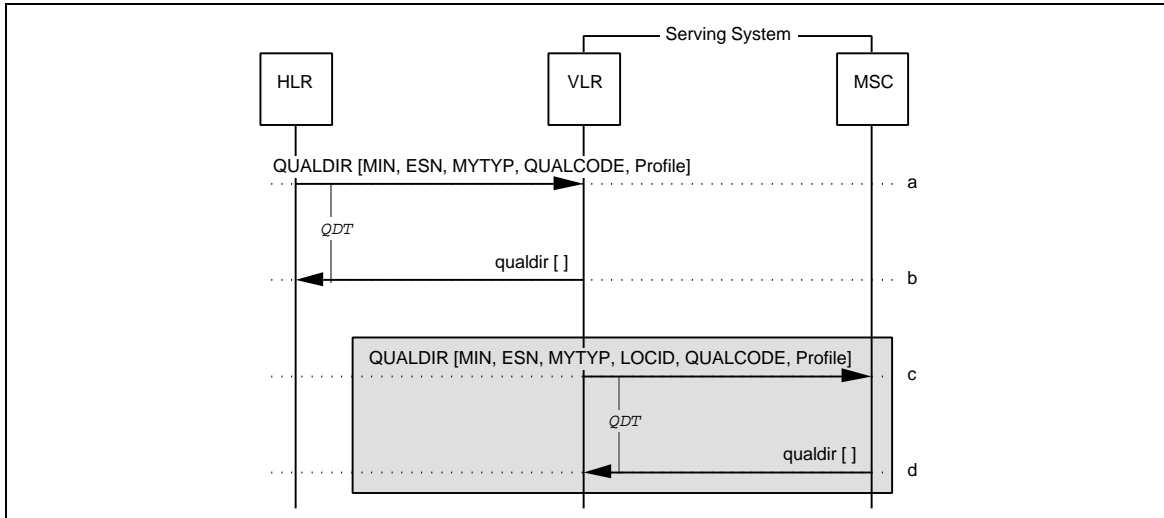 Serving System
HLR
VLR
MSC
QUALDIR [MIN, ESN, MYTYP, QUALCODE, Profile]
a
QDT
qualdir [ ]
b
QUALDIR [MIN, ESN, MYTYP, LOCID, QUALCODE, Profile]
c
QDT
qualdir [ ]
d